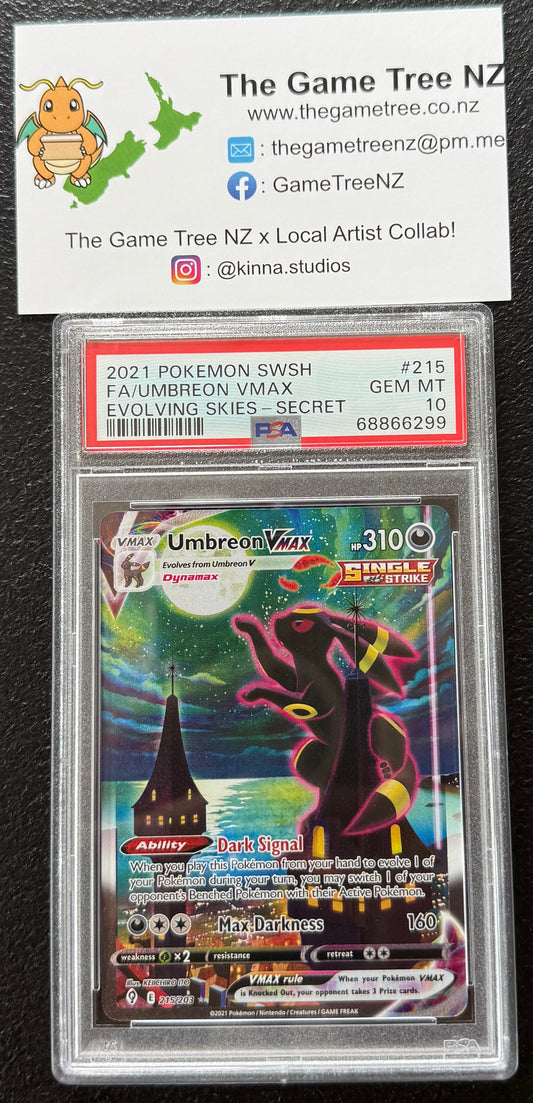 The Game Tree NZ
www.thegametree.co.nz
: thegametreenz@pm.me
: GameTreeNZ
The Game Tree NZ x Local Artist Collab!
: @kinna.studios
2021 POKEMON SWSH #215
FA/UMBREON VMAX GEM MT
EVOLVING SKIES – SECRET 10
PSA 68866299
VMAX Umbreon VMAX HP 310
Evolves from Umbreon V
Dynamax
SINGLE
STRIKE
Ability Dark Signal
When you play this Pokémon from your hand to evolve 1 of
your Pokémon during your turn, you may switch 1 of your
opponent's Benched Pokémon with their Active Pokémon.
Max Darkness 160
weakness ×2 resistance retreat
VMAX rule When your Pokémon VMAX
is Knocked Out, your opponent takes 3 Prize cards.
Illus. KEIICHIRO ITO
E 215/203
©2021 Pokémon / Nintendo / Creatures / GAME FREAK
PSA